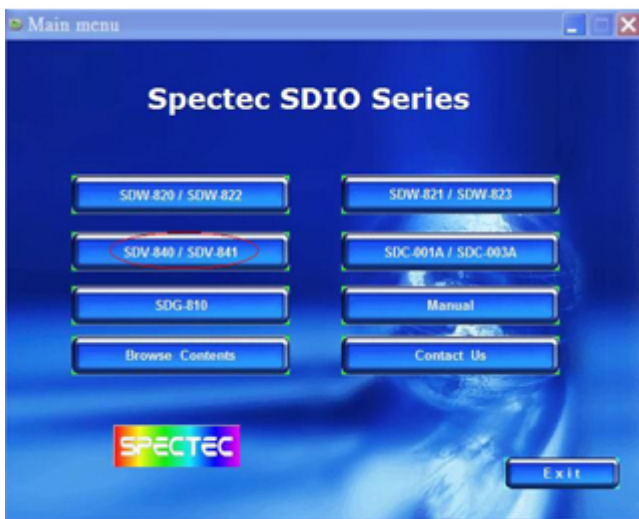 Main menu
Spectec SDIO Series
SDW-820 / SDW-822
SDW-821 / SDW-823
SDV-840 / SDV-841
SDC-001A / SDC-003A
SDG-810
Manual
Browse Contents
Contact Us
SPECTEC
Exit